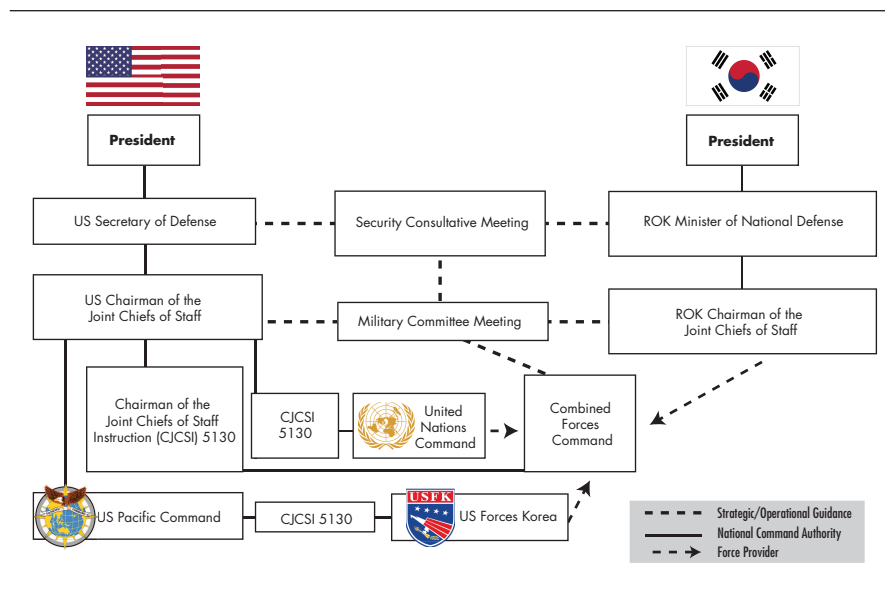 President
President
US Secretary of Defense
Security Consultative Meeting
ROK Minister of National Defense
US Chairman of the
Joint Chiefs of Staff
Military Committee Meeting
ROK Chairman of the
Joint Chiefs of Staff
Chairman of the
Joint Chiefs of Staff
Instruction (CJCSI) 5130
CJCSI
5130
United
Nations
Command
Combined
Forces
Command
US Pacific Command
CJCSI 5130
USFK
US Forces Korea
Strategic/Operational Guidance
National Command Authority
Force Provider